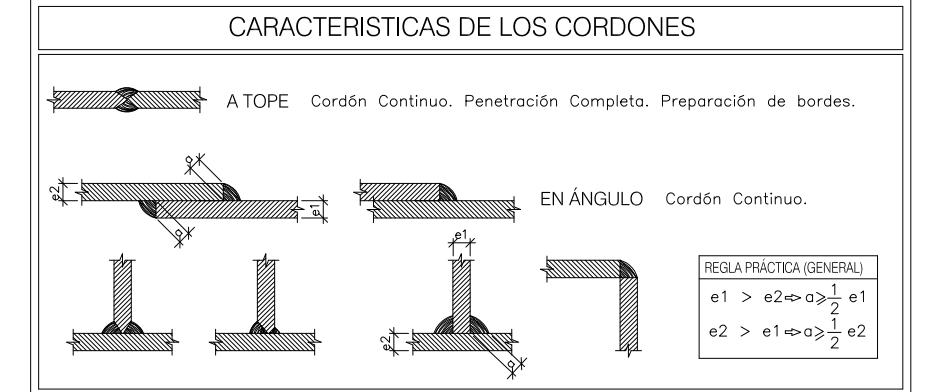 CARACTERISTICAS DE LOS CORDONES
A TOPE Cordón Continuo. Penetración Completa. Preparación de bordes.
a
e2
e1
a
EN ÁNGULO Cordón Continuo.
e1
e2
a
REGLA PRÁCTICA (GENERAL)
e1 > e2⇨a⩾1/2 e1
e2 > e1⇨a⩾1/2 e2